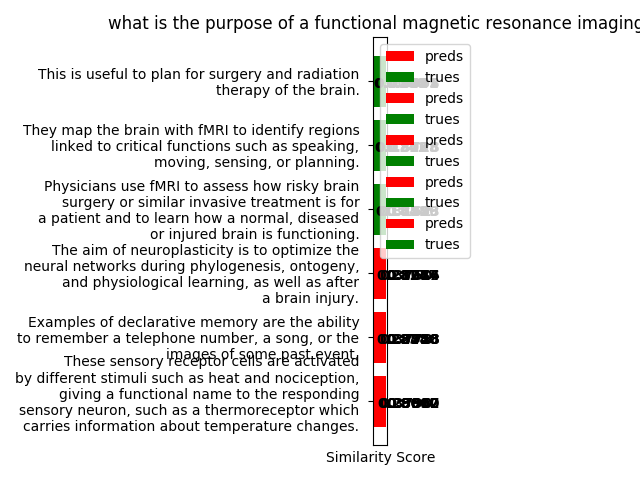 what is the purpose of a functional magnetic resonance imaging
This is useful to plan for surgery and radiation
therapy of the brain.
They map the brain with fMRI to identify regions
linked to critical functions such as speaking,
moving, sensing, or planning.
Physicians use fMRI to assess how risky brain
surgery or similar invasive treatment is for
a patient and to learn how a normal, diseased
or injured brain is functioning.
The aim of neuroplasticity is to optimize the
neural networks during phylogenesis, ontogeny,
and physiological learning, as well as after
a brain injury.
Examples of declarative memory are the ability
to remember a telephone number, a song, or the
images of some past event.
These sensory receptor cells are activated
by different stimuli such as heat and nociception,
giving a functional name to the responding
sensory neuron, such as a thermoreceptor which
carries information about temperature changes.
preds
trues
preds
trues
preds
trues
preds
trues
preds
trues
Similarity Score